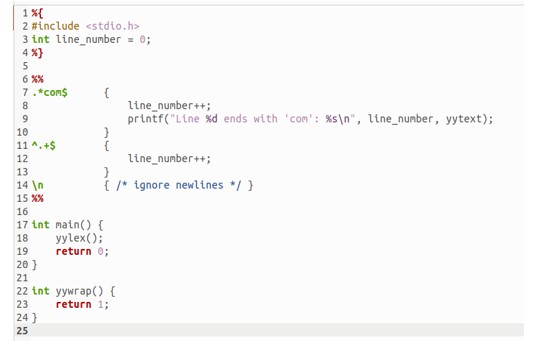 1 %{
2 #include <stdio.h>
3 int line_number = 0;
4 %}
5
6 %%
7 .*com$ {
8 line_number++;
9 printf("Line %d ends with 'com': %s\n", line_number, yytext);
10 }
11 ^.+$ {
12 line_number++;
13 }
14 \n { /* ignore newlines */ }
15 %%
16
17 int main() {
18 yylex();
19 return 0;
20 }
21
22 int yywrap() {
23 return 1;
24 }
25